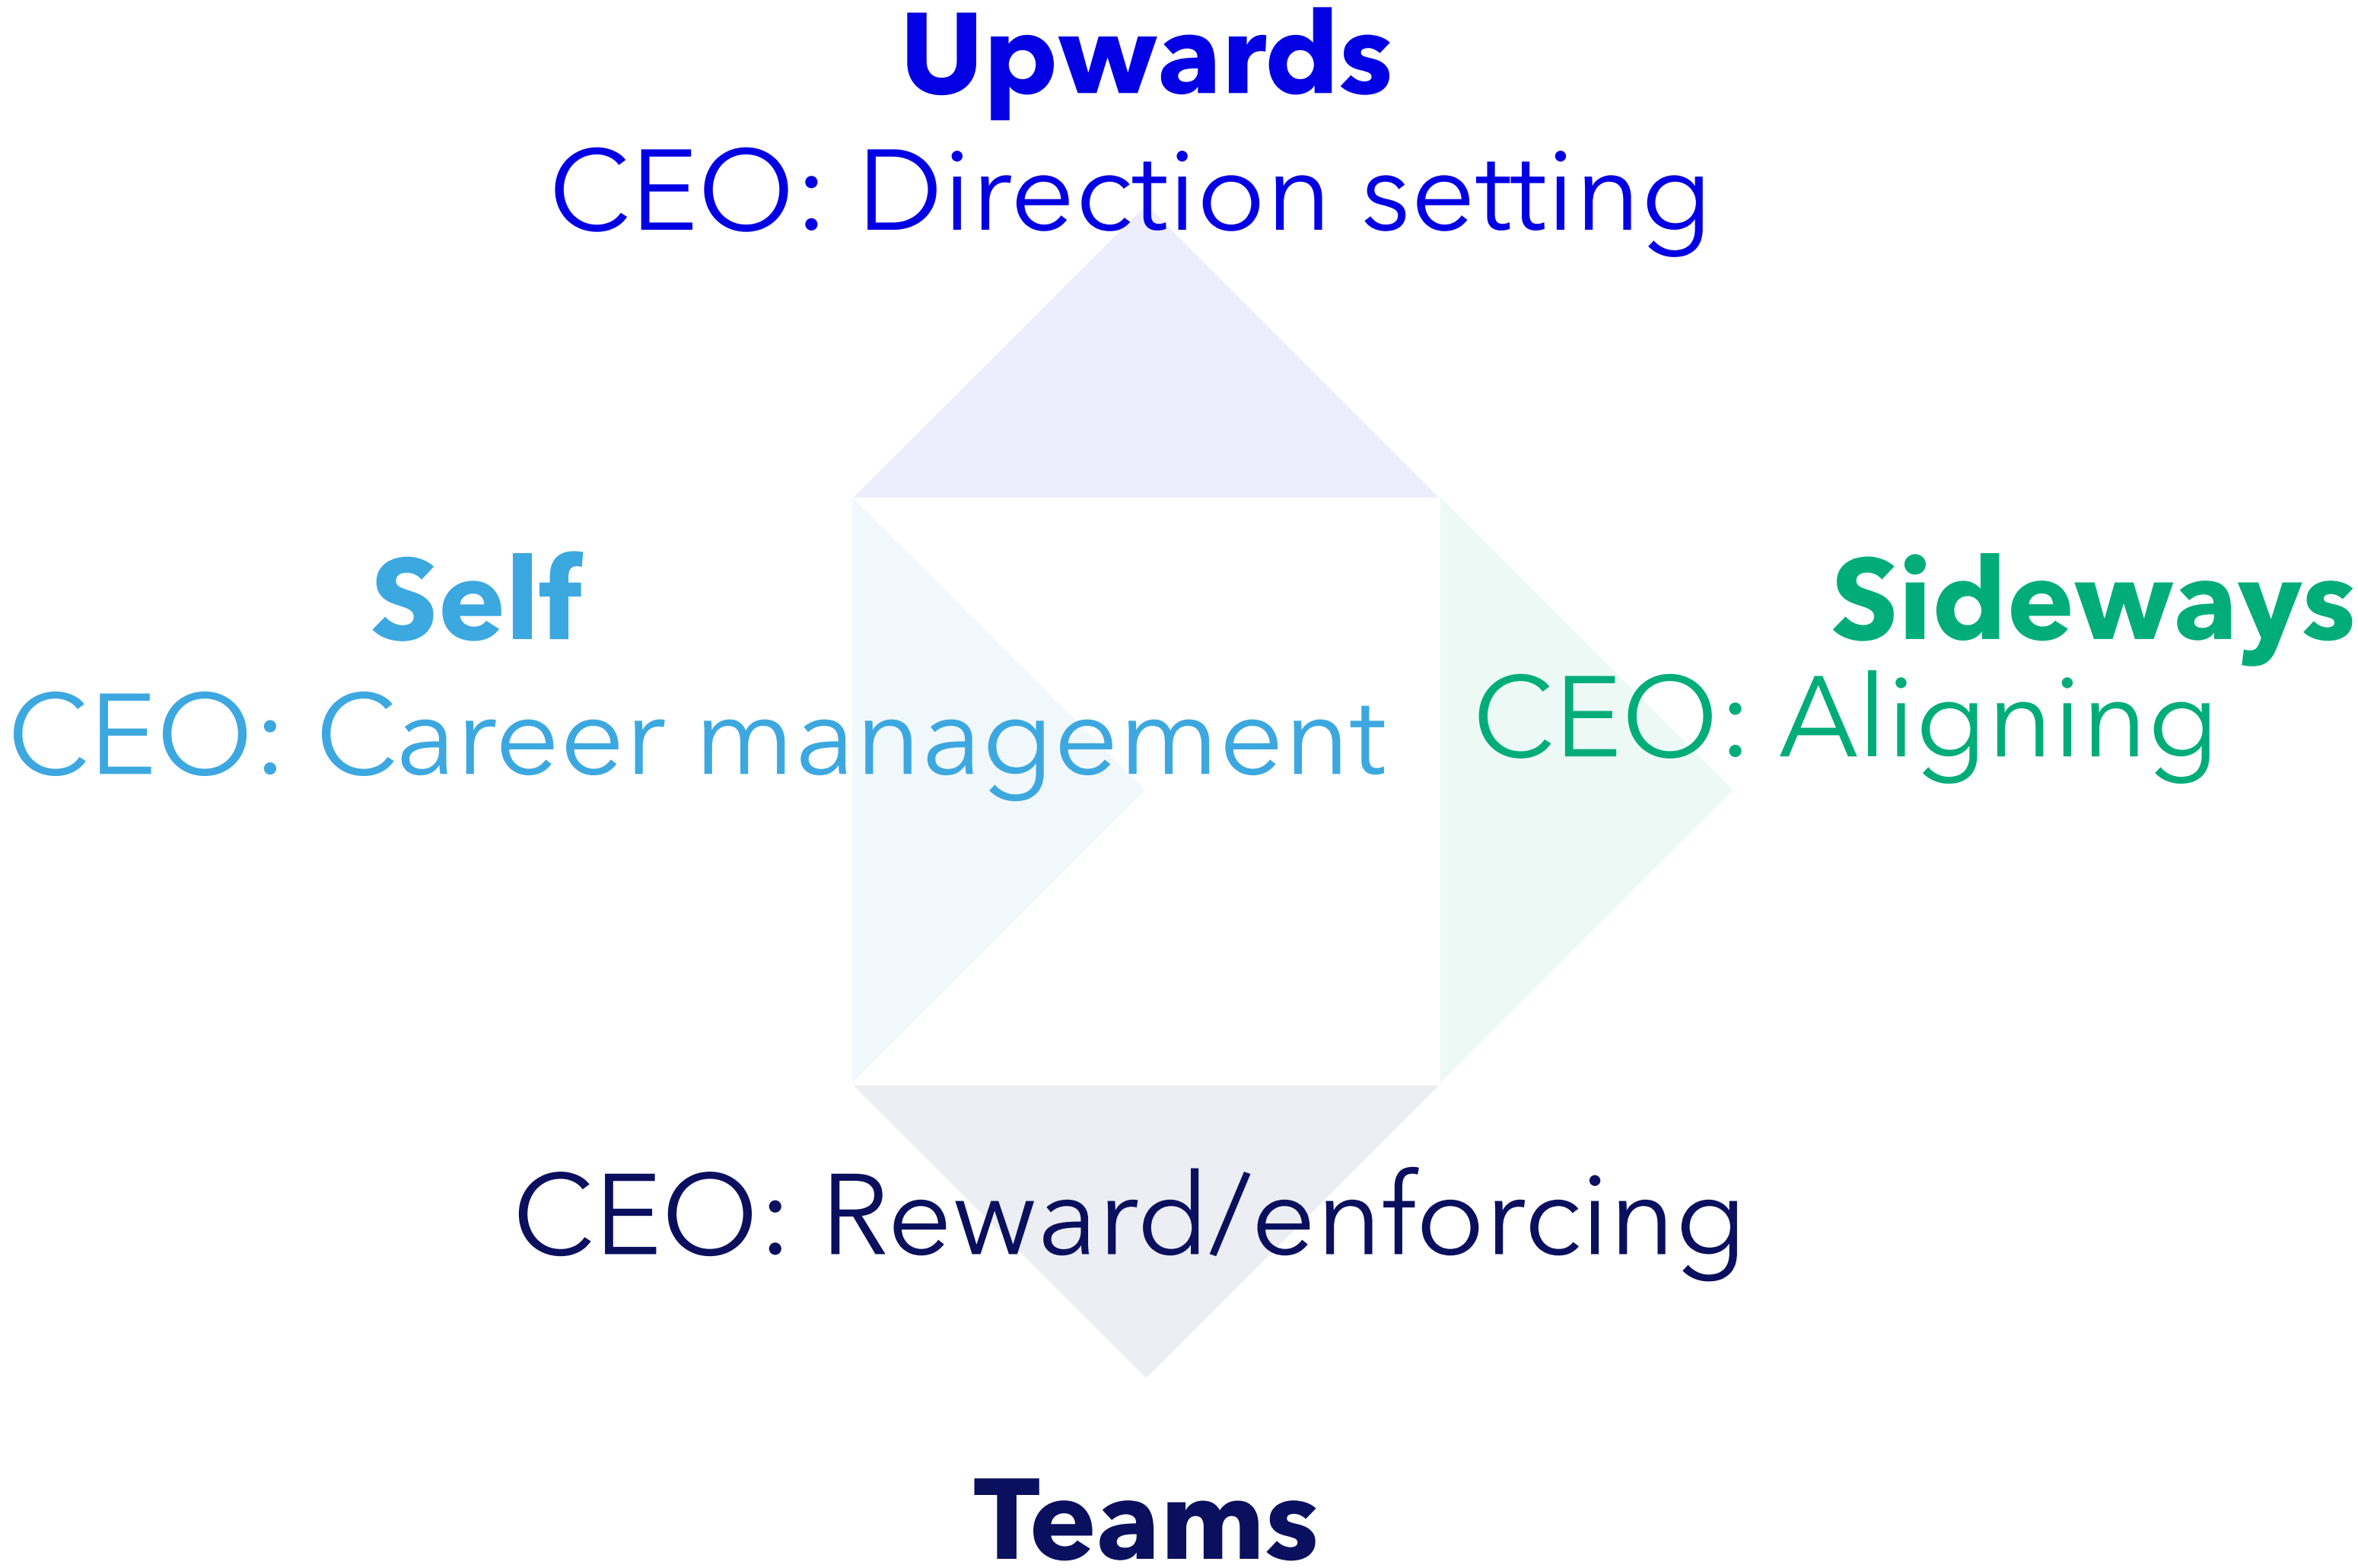 Upwards
CEO: Direction setting
Self
CEO: Career management
Sideways
CEO: Aligning
CEO: Reward/enforcing
Teams